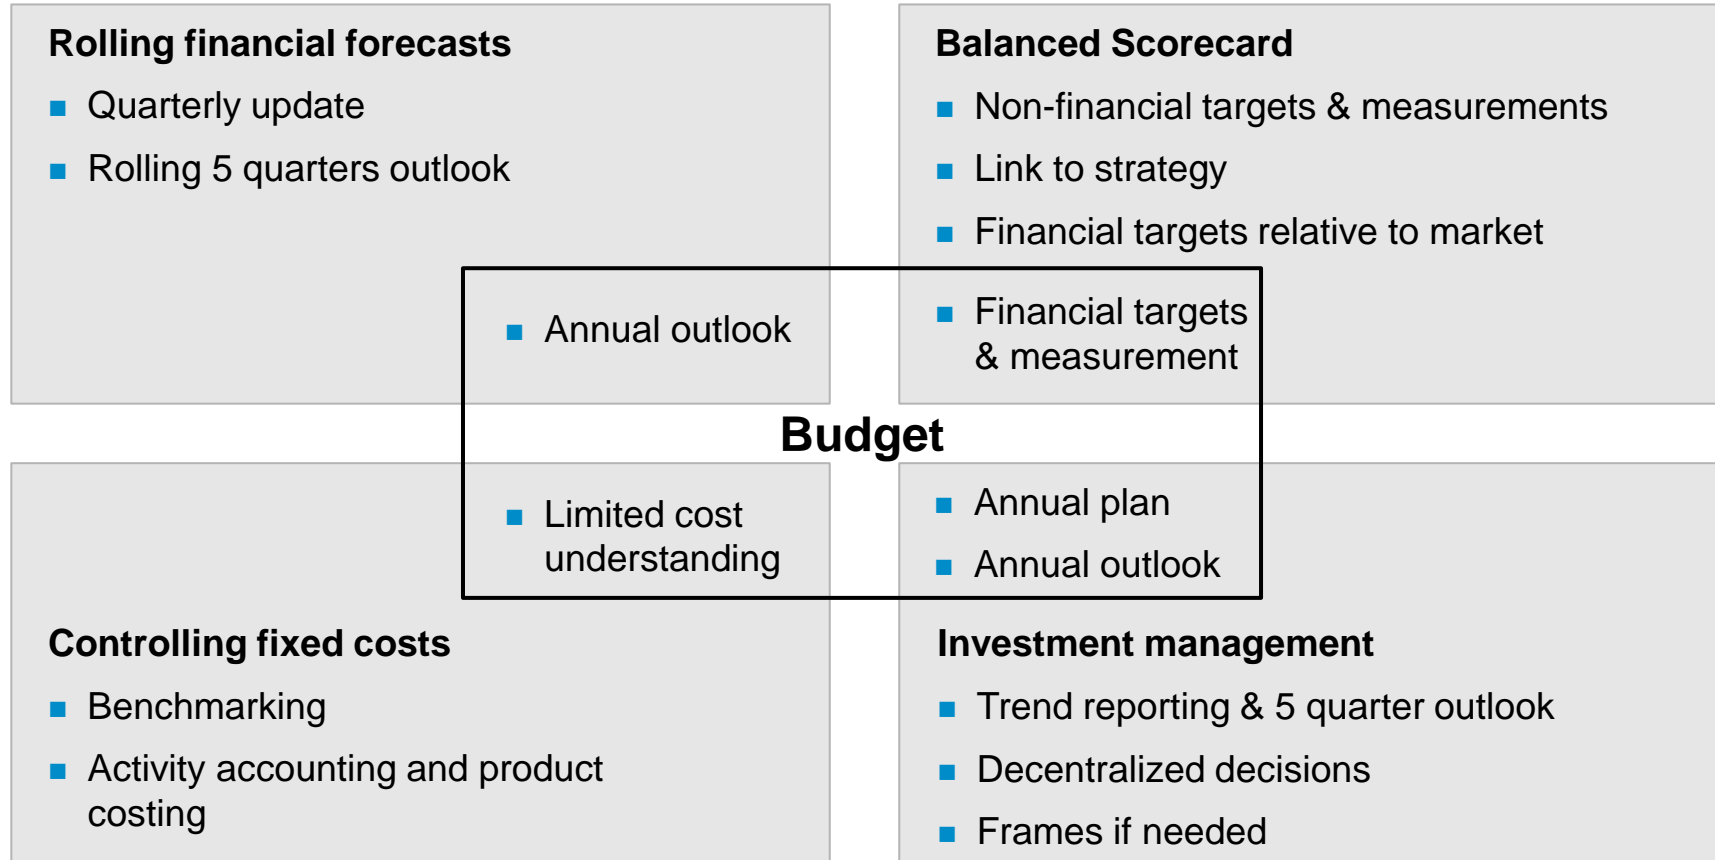 Rolling financial forecasts
■ Quarterly update
■ Rolling 5 quarters outlook
■ Annual outlook
Balanced Scorecard
■ Non-financial targets & measurements
■ Link to strategy
■ Financial targets relative to market
■ Financial targets
& measurement
Budget
■ Limited cost
understanding
Controlling fixed costs
■ Benchmarking
■ Activity accounting and product
costing
■ Annual plan
■ Annual outlook
Investment management
■ Trend reporting & 5 quarter outlook
■ Decentralized decisions
■ Frames if needed